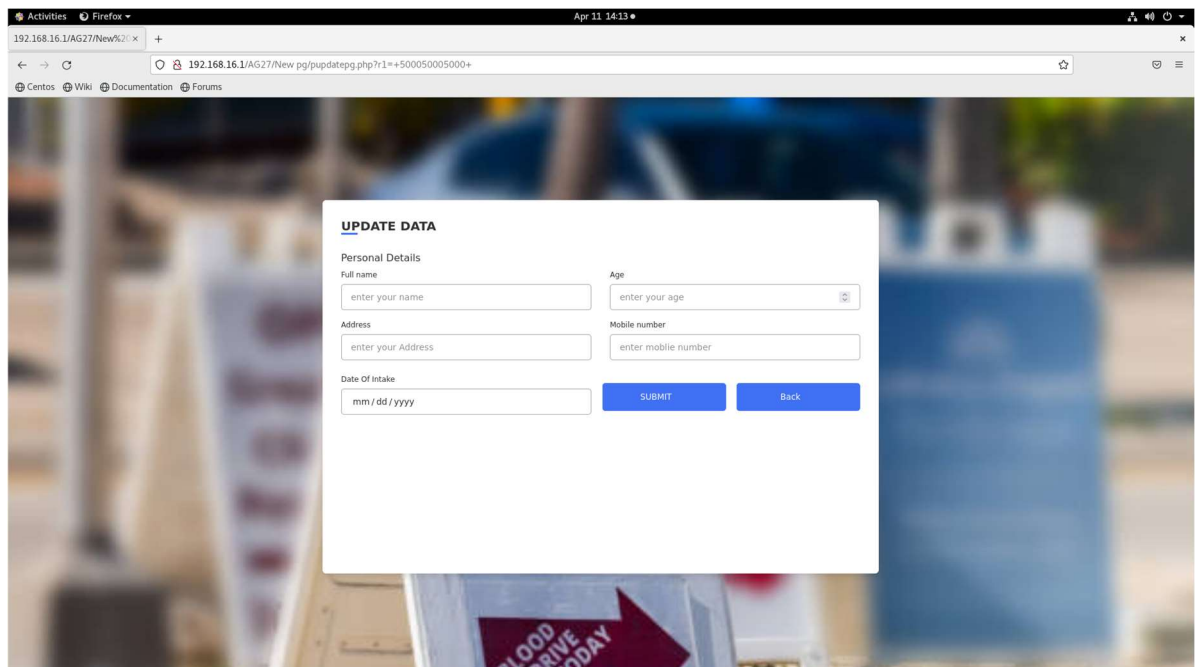 Activities Firefox Apr 11 14:13
192.168.16.1/AG27/New%20 × + ×
192.168.16.1/AG27/New pg/pupdatepg.php?r1=+500050005000+
Centos Wiki Documentation Forums
UPDATE DATA
Personal Details
Full name Age
enter your name enter your age
Address Mobile number
enter your Address enter moblie number
Date Of Intake
mm / dd / yyyy SUBMIT Back
BLOOD
DRIVE
TODAY